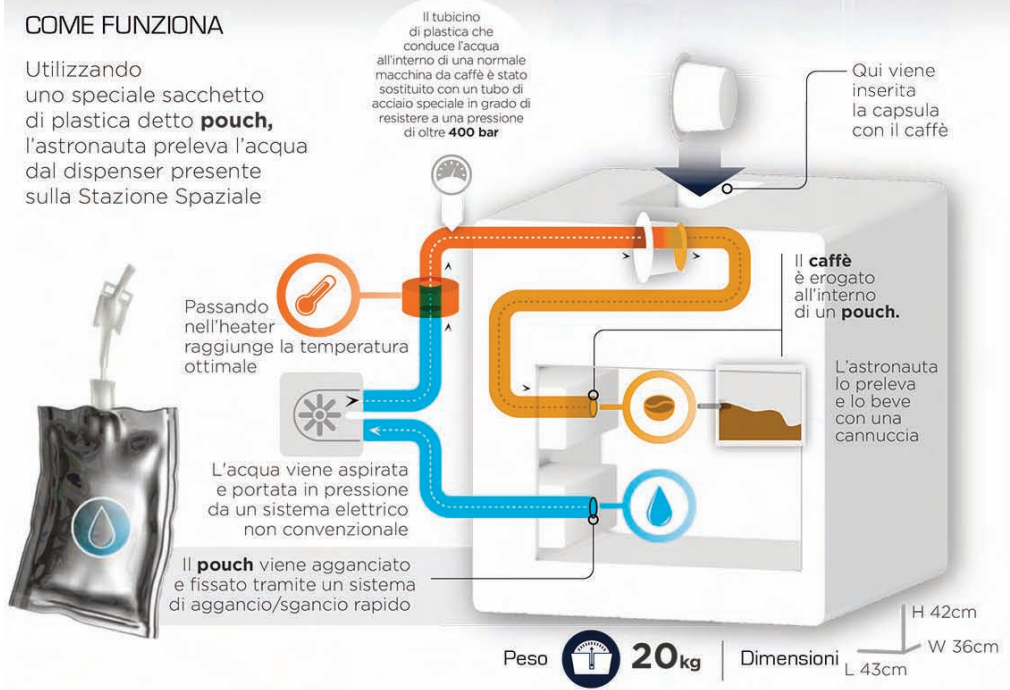 COME FUNZIONA
Utilizzando
uno speciale sacchetto
di plastica detto pouch,
l'astronauta preleva l'acqua
dal dispenser presente
sulla Stazione Spaziale
Il tubicino
di plastica che
conduce l'acqua
all'interno di una normale
macchina da caffè è stato
sostituito con un tubo di
acciaio speciale in grado di
resistere a una pressione
di oltre 400 bar
Qui viene
inserita
la capsula
con il caffè
Passando
nell'heater
raggiunge la temperatura
ottimale
Il caffè
è erogato
all'interno
di un pouch.
L'astronauta
lo preleva
e lo beve
con una
cannuccia
L'acqua viene aspirata
e portata in pressione
da un sistema elettrico
non convenzionale
Il pouch viene agganciato
e fissato tramite un sistema
di aggancio/sgancio rapido
Peso 20kg
Dimensioni
H 42cm
W 36cm
L 43cm